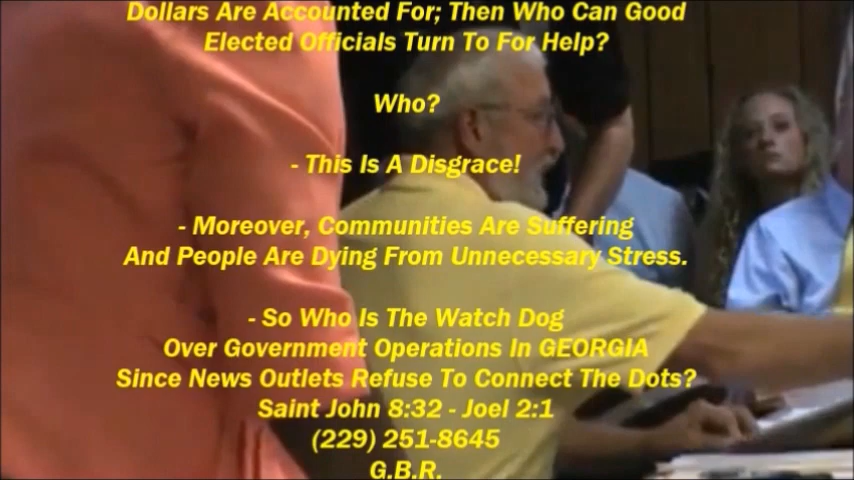 Dollars Are Accounted For; Then Who Can Good
Elected Officials Turn To For Help?
Who?
- This Is A Disgrace!
- Moreover, Communities Are Suffering
And People Are Dying From Unnecessary Stress.
- So Who Is The Watch Dog
Over Government Operations In GEORGIA
Since News Outlets Refuse To Connect The Dots?
Saint John 8:32 - Joel 2:1
(229) 251-8645
G.B.R.